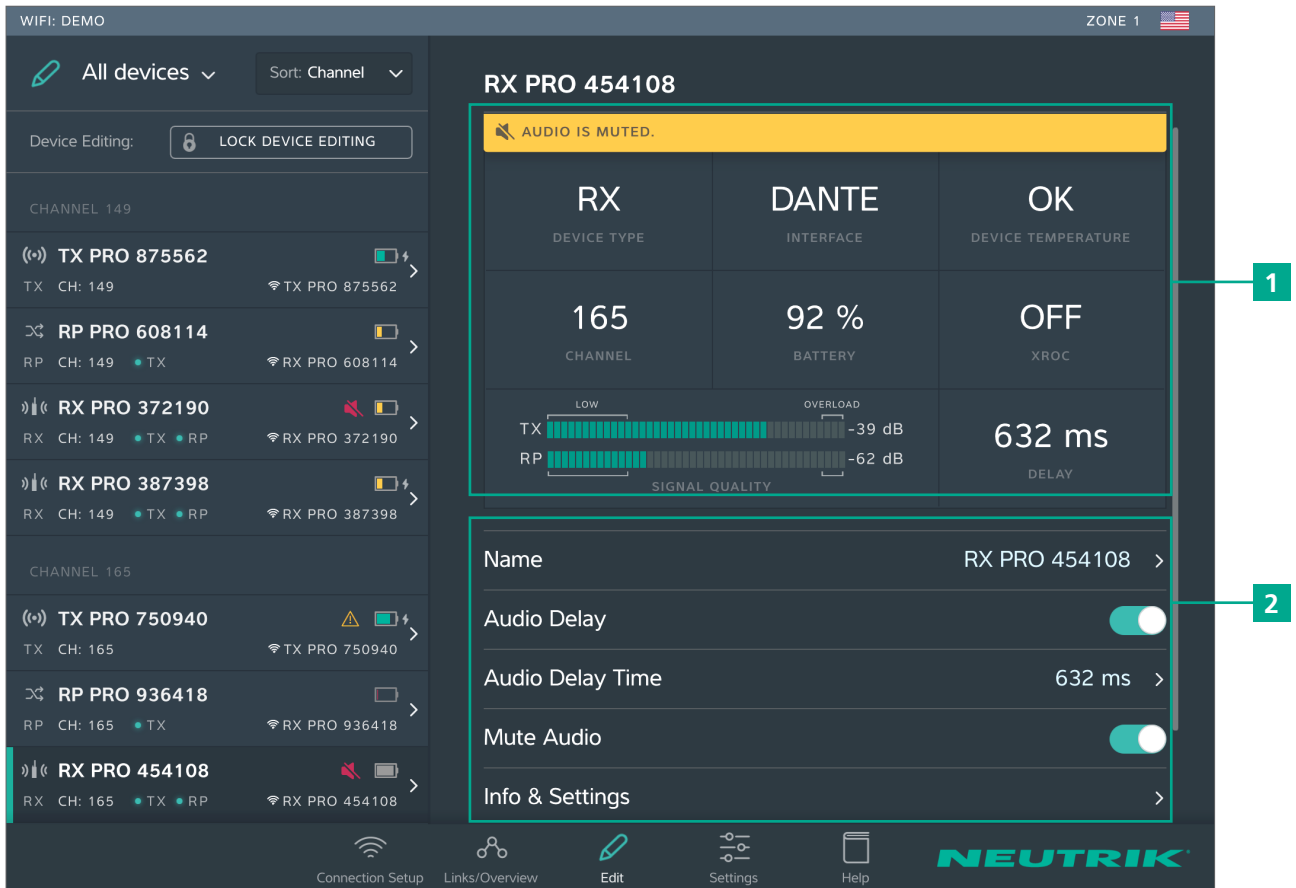 WIFI: DEMO
ZONE 1
All devices
Sort: Channel
Device Editing:
LOCK DEVICE EDITING
CHANNEL 149
TX PRO 875562
TX CH: 149
TX PRO 875562
RP PRO 608114
RP CH: 149 • TX
RX PRO 608114
RX PRO 372190
RX CH: 149 • TX • RP
RX PRO 372190
RX PRO 387398
RX CH: 149 • TX • RP
RX PRO 387398
CHANNEL 165
TX PRO 750940
TX CH: 165
TX PRO 750940
RP PRO 936418
RP CH: 165 • TX
RX PRO 936418
RX PRO 454108
RX CH: 165 • TX • RP
RX PRO 454108
RX PRO 454108
AUDIO IS MUTED.
RX
DEVICE TYPE
DANTE
INTERFACE
OK
DEVICE TEMPERATURE
165
CHANNEL
92 %
BATTERY
OFF
XROC
LOW
OVERLOAD
TX -39 dB
RP -62 dB
SIGNAL QUALITY
632 ms
DELAY
1
Name
RX PRO 454108
Audio Delay
Audio Delay Time
632 ms
Mute Audio
Info & Settings
2
Connection Setup
Links/Overview
Edit
Settings
Help
NEUTRIK